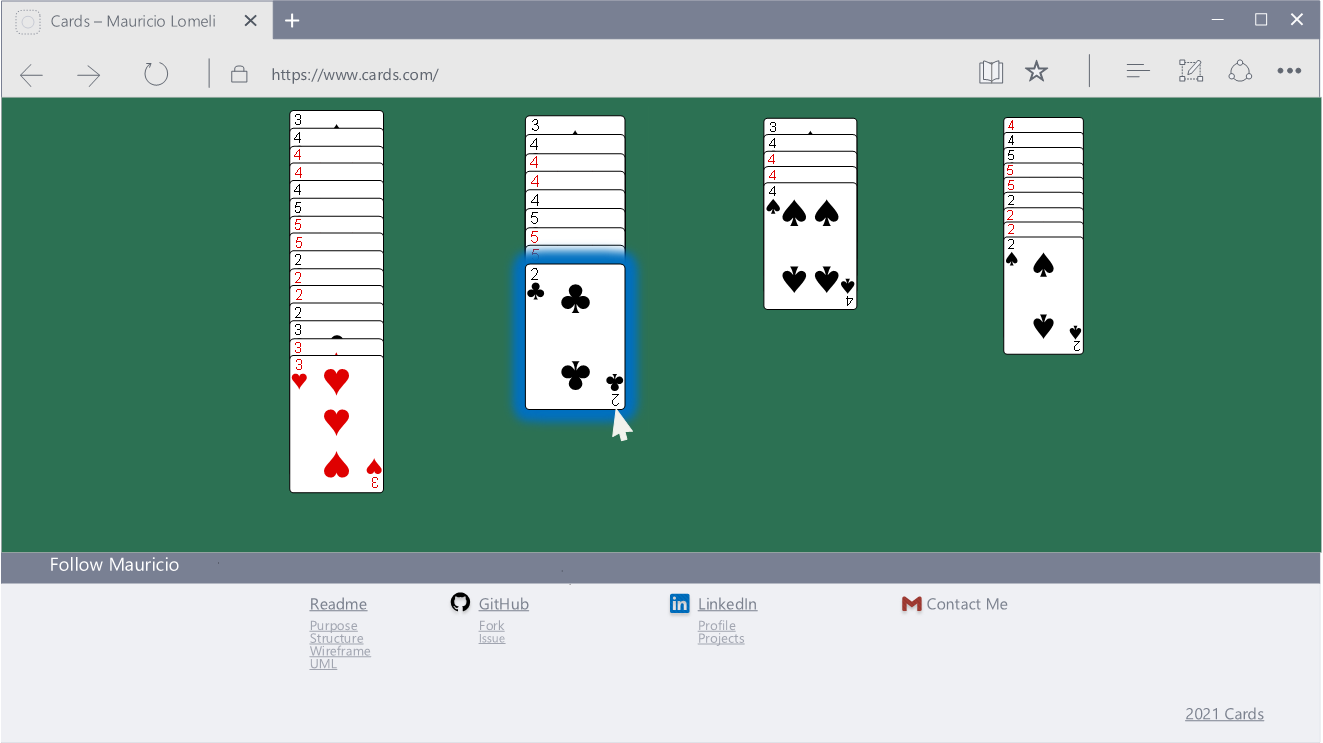 Cards – Mauricio Lomeli
https://www.cards.com/
3
4
4
4
4
5
5
5
2
2
2
2
3
3
3
3
3
4
4
4
4
5
5
5
2
2
3
4
4
4
4
4
4
4
5
5
5
2
2
2
2
2
Follow Mauricio
Readme
Purpose
Structure
Wireframe
UML
GitHub
Fork
Issue
LinkedIn
Profile
Projects
Contact Me
2021 Cards